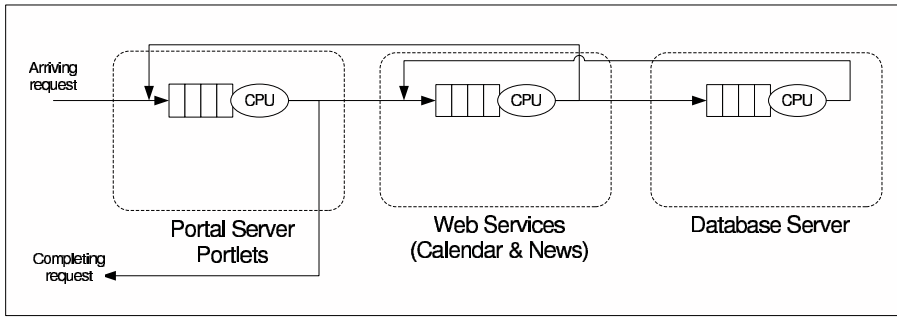 Arriving
request
CPU
CPU
CPU
Portal Server
Portlets
Web Services
(Calendar & News)
Database Server
Completing
request